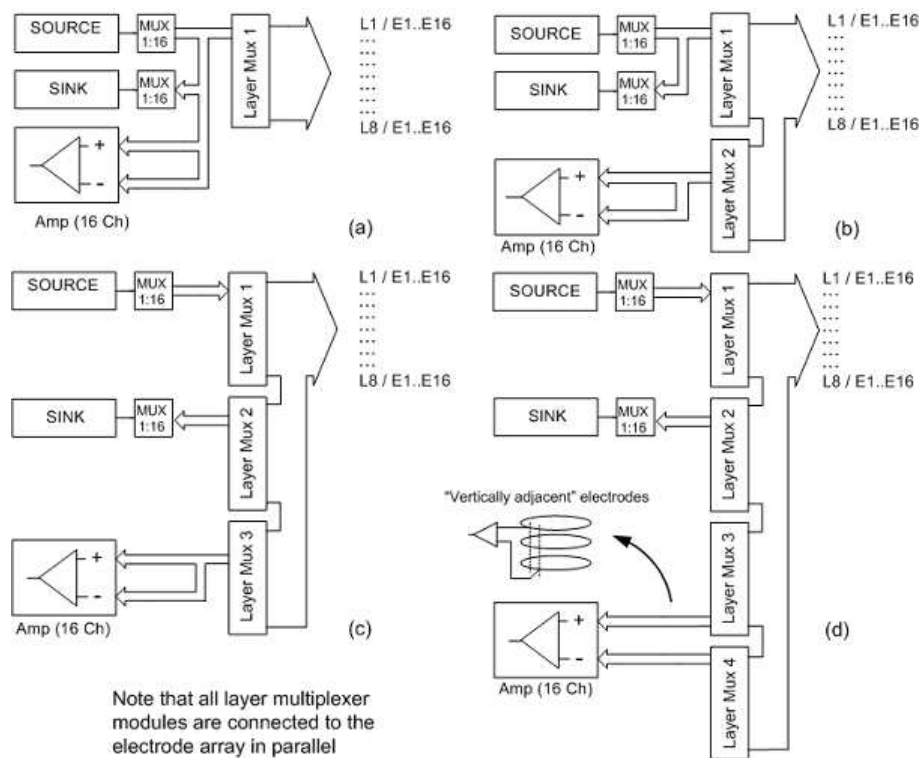 SOURCE
MUX
1:16
Layer Mux 1
L1 / E1..E16
...
...
...
...
...
...
L8 / E1..E16
SINK
MUX
1:16
+
-
Amp (16 Ch)
(a)
SOURCE
MUX
1:16
Layer Mux 1
L1 / E1..E16
...
...
...
...
...
...
L8 / E1..E16
SINK
MUX
1:16
Layer Mux 2
+
-
Amp (16 Ch)
(b)
SOURCE
MUX
1:16
Layer Mux 1
L1 / E1..E16
...
...
...
...
...
...
L8 / E1..E16
SINK
MUX
1:16
Layer Mux 2
Layer Mux 3
+
-
Amp (16 Ch)
(c)
SOURCE
MUX
1:16
Layer Mux 1
L1 / E1..E16
...
...
...
...
...
...
L8 / E1..E16
SINK
MUX
1:16
Layer Mux 2
"Vertically adjacent" electrodes
Layer Mux 3
+
-
Amp (16 Ch)
Layer Mux 4
(d)
Note that all layer multiplexer
modules are connected to the
electrode array in parallel